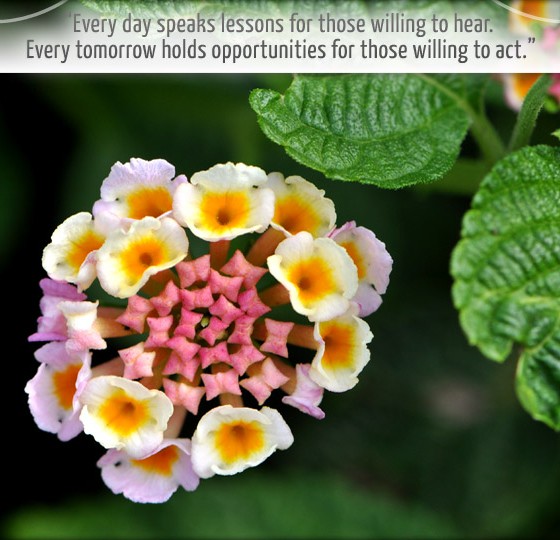 "Every day speaks lessons for those willing to hear.
Every tomorrow holds opportunities for those willing to act."